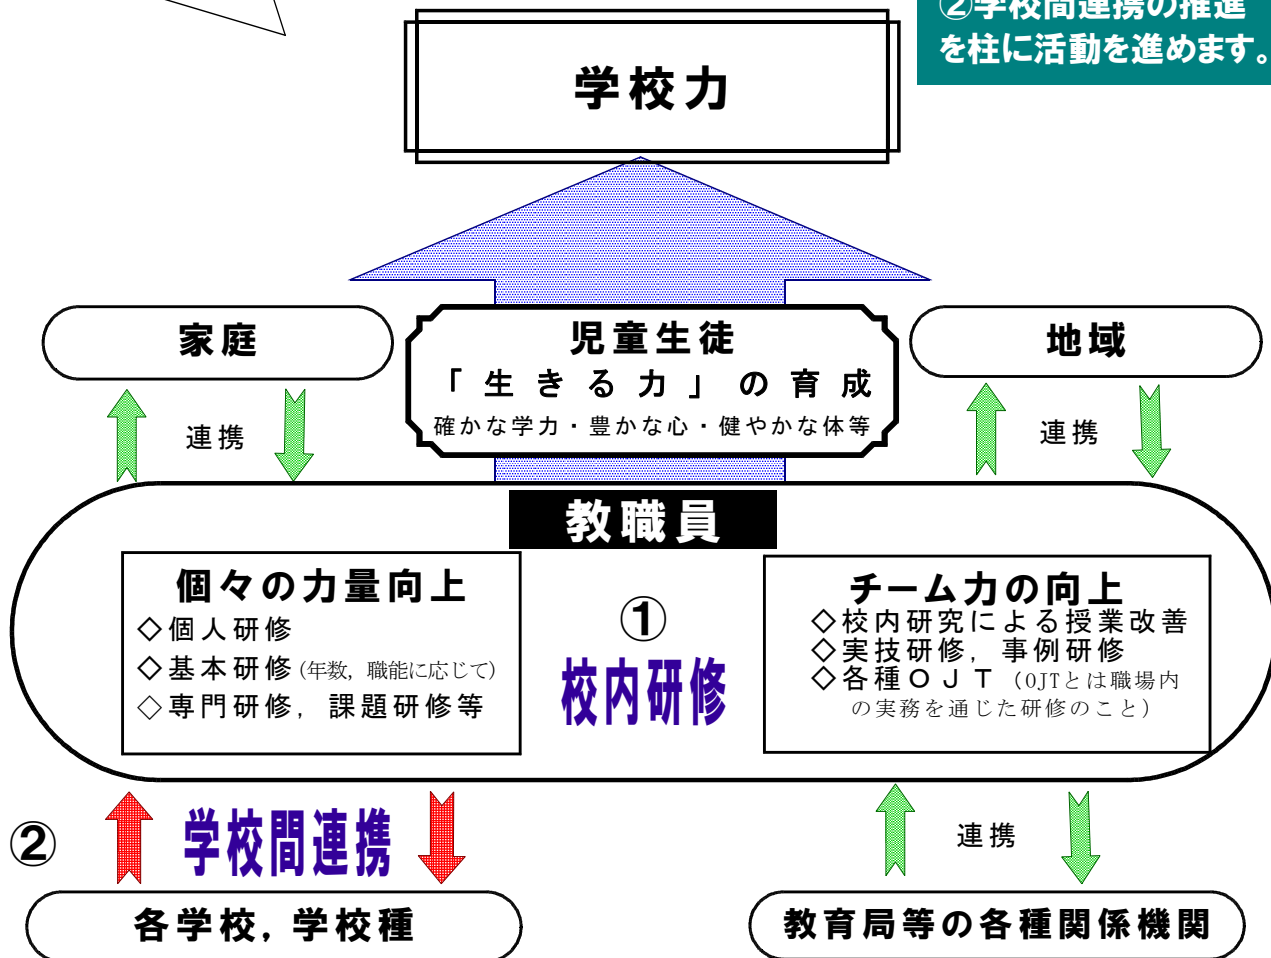 ②学校間連携の推進
を柱に活動を進めます。
学校力
家庭
児童生徒
「生きる力」の育成
確かな学力・豊かな心・健やかな体等
地域
連携
連携
教職員
個々の力量向上
◇個人研修
◇基本研修(年数，職能に応じて)
◇専門研修，課題研修等
①
校内研修
チーム力の向上
◇校内研究による授業改善
◇実技研修，事例研修
◇各種ＯＪＴ（OJTとは職場内
の実務を通じた研修のこと）
②
学校間連携
連携
各学校，学校種
教育局等の各種関係機関